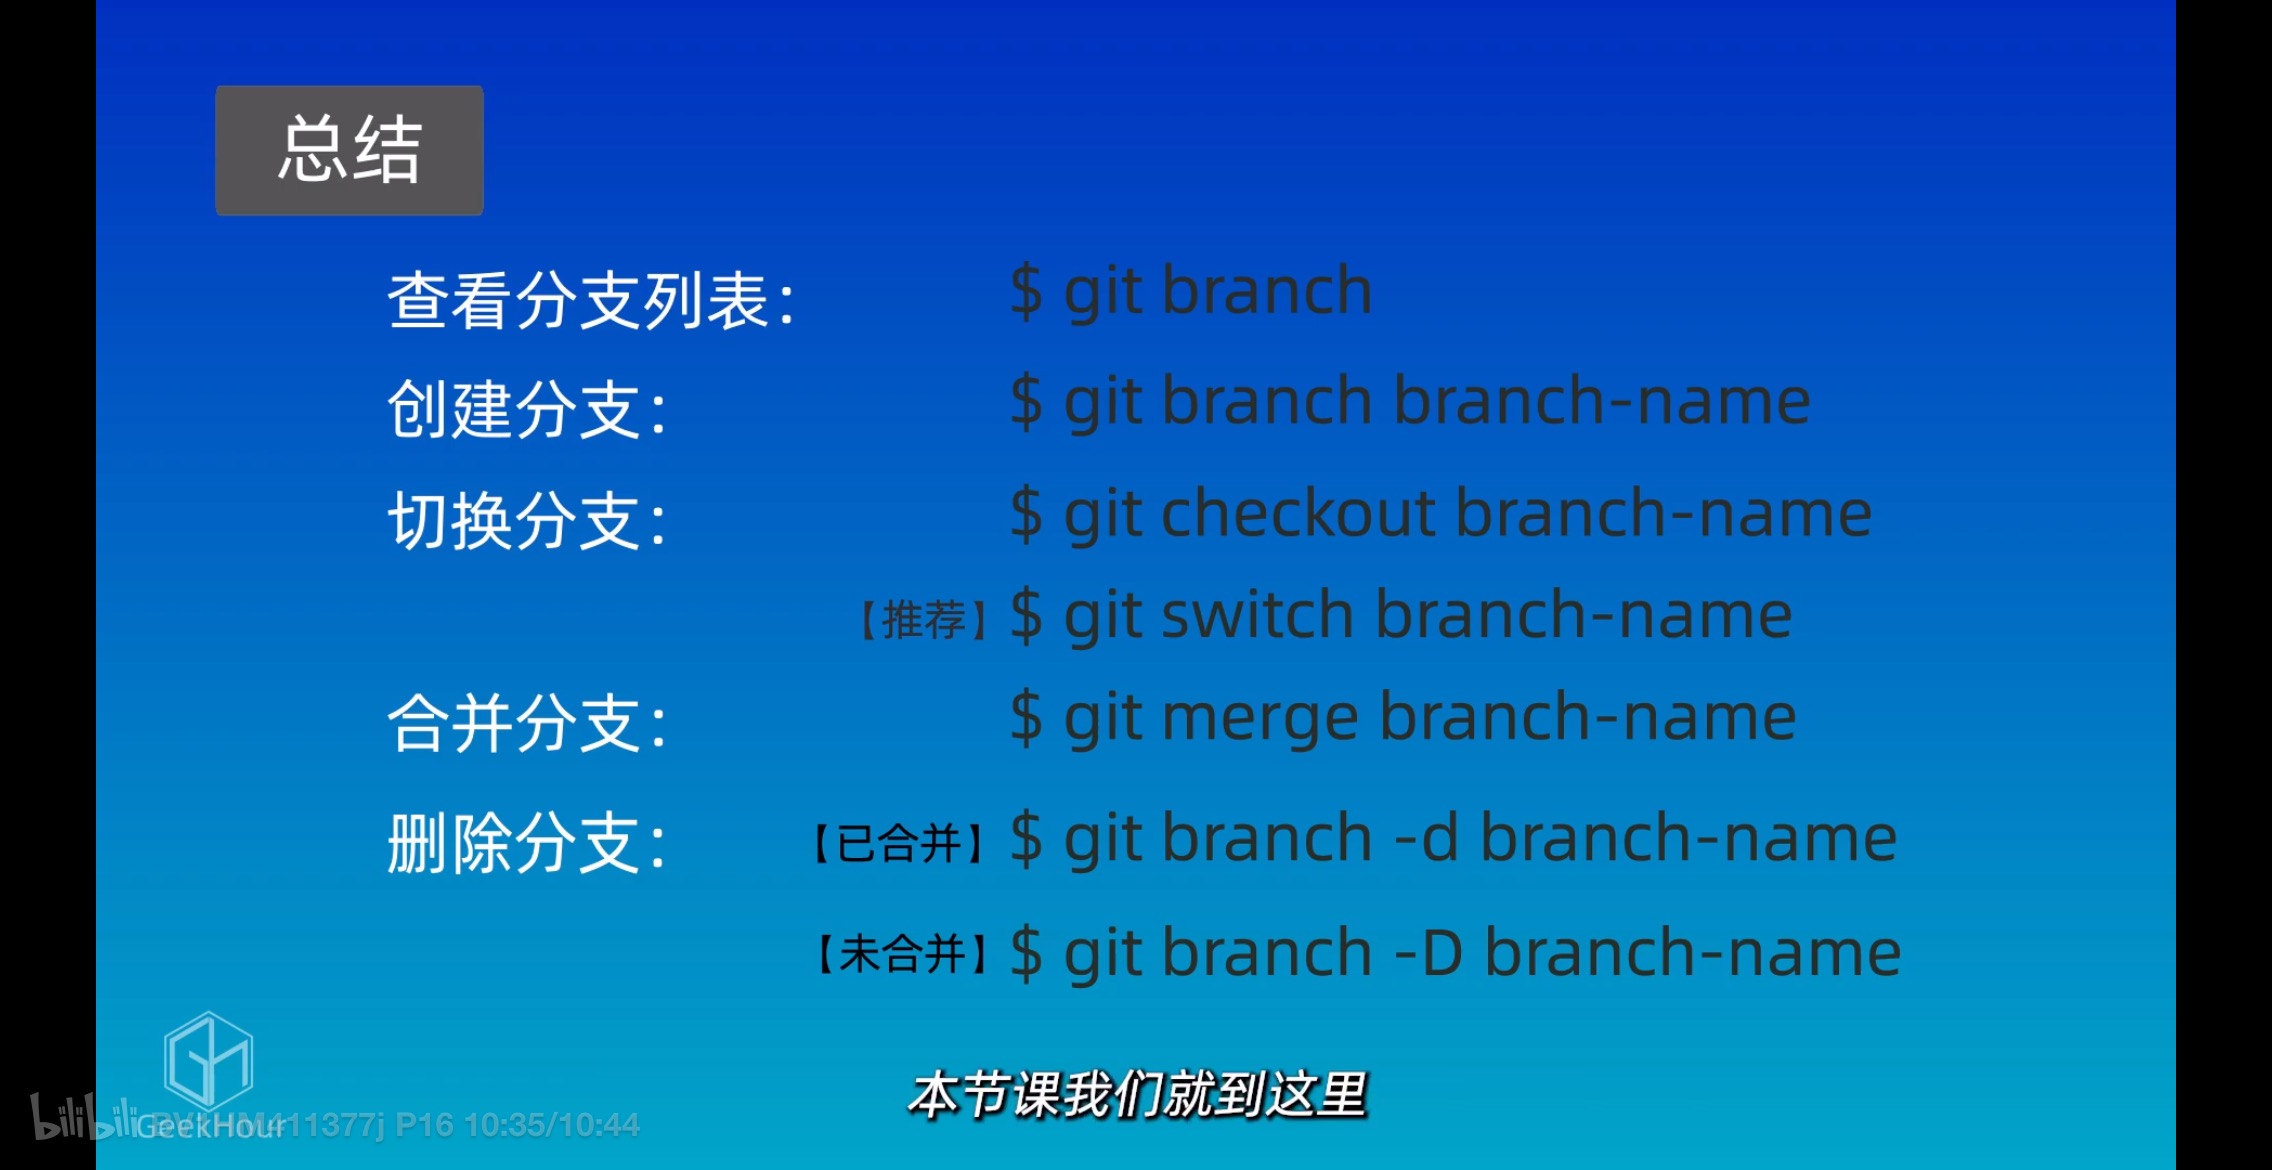 总结
查看分支列表： $ git branch
创建分支： $ git branch branch-name
切换分支： $ git checkout branch-name
【推荐】 $ git switch branch-name
合并分支： $ git merge branch-name
删除分支： 【已合并】 $ git branch -d branch-name
【未合并】 $ git branch -D branch-name
本节课我们就到这里
bilibili
GeekHour
411377j P16 10:35/10:44